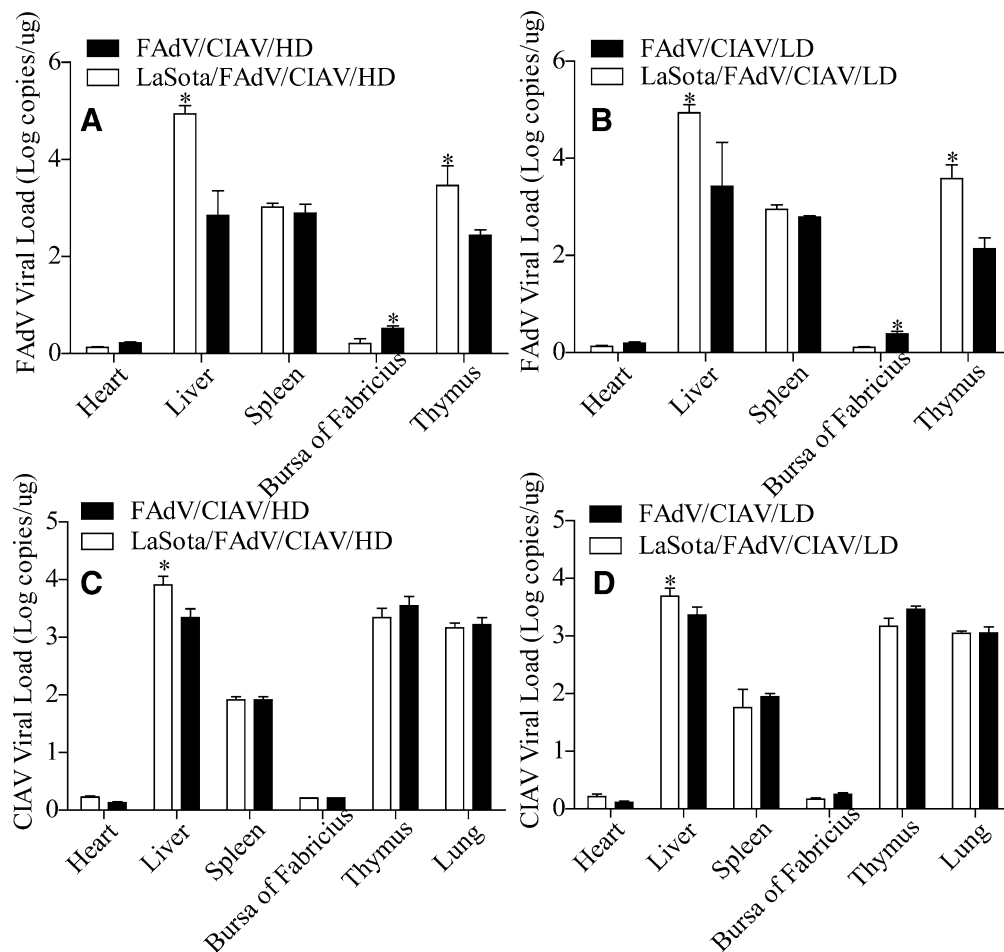 FAdV/CIAV/HD
LaSota/FAdV/CIAV/HD
A
FAdV Viral Load (Log copies/ug)
6
4
2
0
*
*
*
Heart
Liver
Spleen
Bursa of Fabricius
Thymus
FAdV/CIAV/LD
LaSota/FAdV/CIAV/LD
B
FAdV Viral Load (Log copies/ug)
6
4
2
0
*
*
*
Heart
Liver
Spleen
Bursa of Fabricius
Thymus
FAdV/CIAV/HD
LaSota/FAdV/CIAV/HD
C
CIAV Viral Load (Log copies/ug)
5
4
3
2
1
0
*
Heart
Liver
Spleen
Bursa of Fabricius
Thymus
Lung
FAdV/CIAV/LD
LaSota/FAdV/CIAV/LD
D
CIAV Viral Load (Log copies/ug)
5
4
3
2
1
0
*
Heart
Liver
Spleen
Bursa of Fabricius
Thymus
Lung